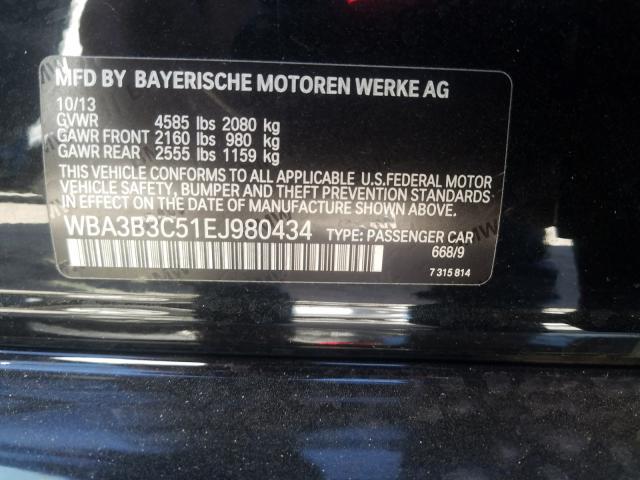 MFD BY BAYERISCHE MOTOREN WERKE AG
10/13
GVWR 4585 lbs 2080 kg
GAWR FRONT 2160 lbs 980 kg
GAWR REAR 2555 lbs 1159 kg
THIS VEHICLE CONFORMS TO ALL APPLICABLE U.S.FEDERAL MOTOR
VEHICLE SAFETY, BUMPER AND THEFT PREVENTION STANDARDS
IN EFFECT ON THE DATE OF MANUFACTURE SHOWN ABOVE.
WBA3B3C51EJ980434 TYPE: PASSENGER CAR
668/9
7 315 814